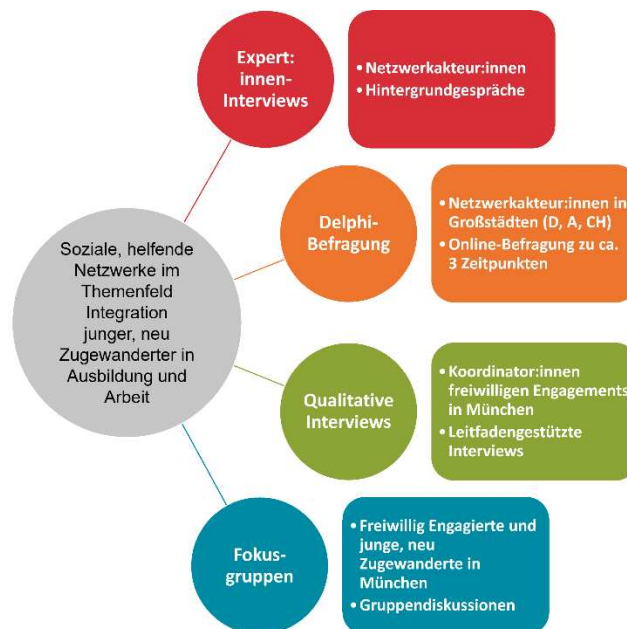 Expert:
innen-
Interviews
• Netzwerkakteur:innen
• Hintergrundgespräche
Delphi-
Befragung
• Netzwerkakteur:innen in
Großstädten (D, A, CH)
• Online-Befragung zu ca.
3 Zeitpunkten
Soziale, helfende
Netzwerke im
Themenfeld
Integration
junger, neu
Zugewanderter in
Ausbildung und
Arbeit
Qualitative
Interviews
• Koordinator:innen
freiwilligen Engagements
in München
• Leitfadengestützte
Interviews
Fokus-
gruppen
• Freiwillig Engagierte und
junge, neu
Zugewanderte in
München
• Gruppendiskussionen